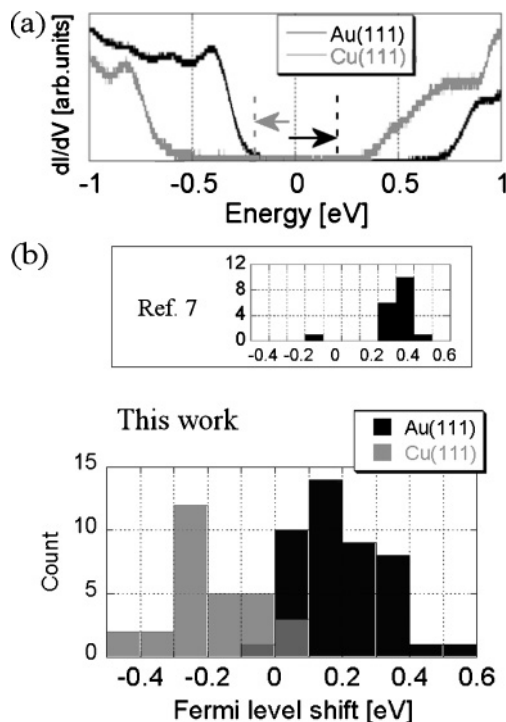 (a)
Au(111)
Cu(111)
dI/dV [arb.units]
-1 -0.5 0 0.5 1
Energy [eV]
(b)
Ref. 7
12
8
4
0
-0.4 -0.2 0 0.2 0.4 0.6
This work
Au(111)
Cu(111)
15
10
5
0
Count
-0.4 -0.2 0 0.2 0.4 0.6
Fermi level shift [eV]